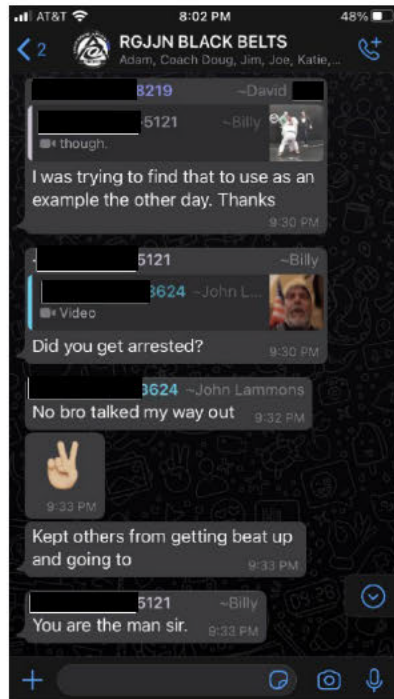 AT&T 8:02 PM 48%
2 RGJJN BLACK BELTS
Adam, Coach Doug, Jim, Joe, Katie,...
8219 ~David
-5121 ~Billy
though.
I was trying to find that to use as an
example the other day. Thanks
9:30 PM
5121 ~Billy
3624 ~John L...
Video
Did you get arrested?
9:30 PM
3624 ~John Lammons
No bro talked my way out
9:32 PM
9:33 PM
Kept others from getting beat up
and going to
9:33 PM
5121 ~Billy
You are the man sir.
9:33 PM